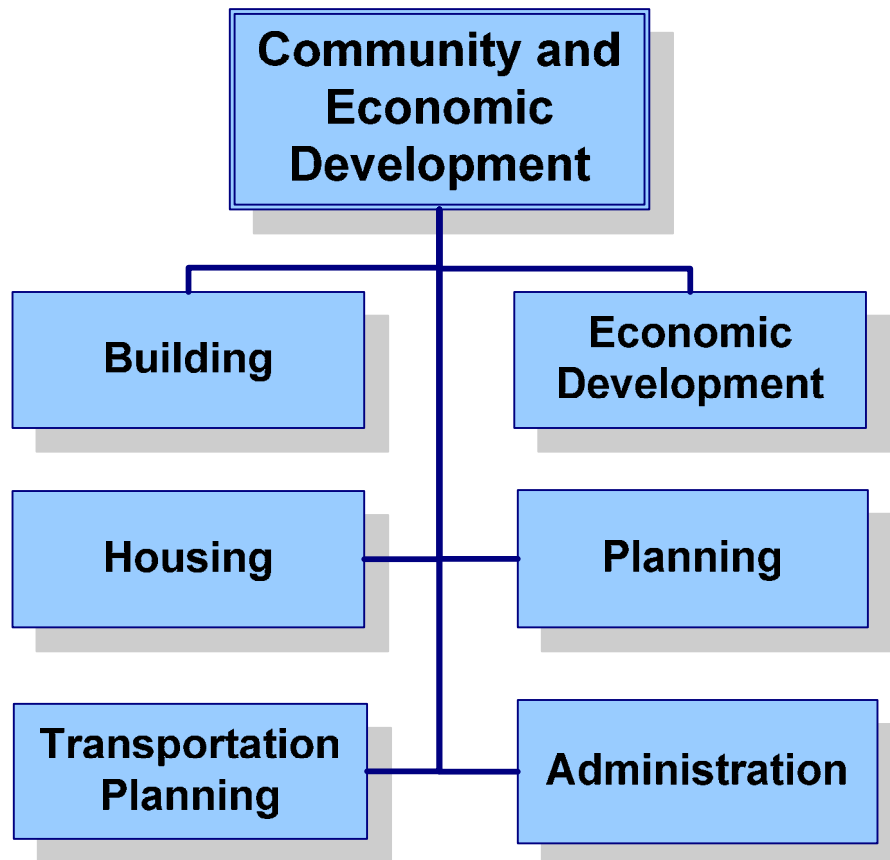 Community and
Economic
Development
Building
Economic
Development
Housing
Planning
Transportation
Planning
Administration